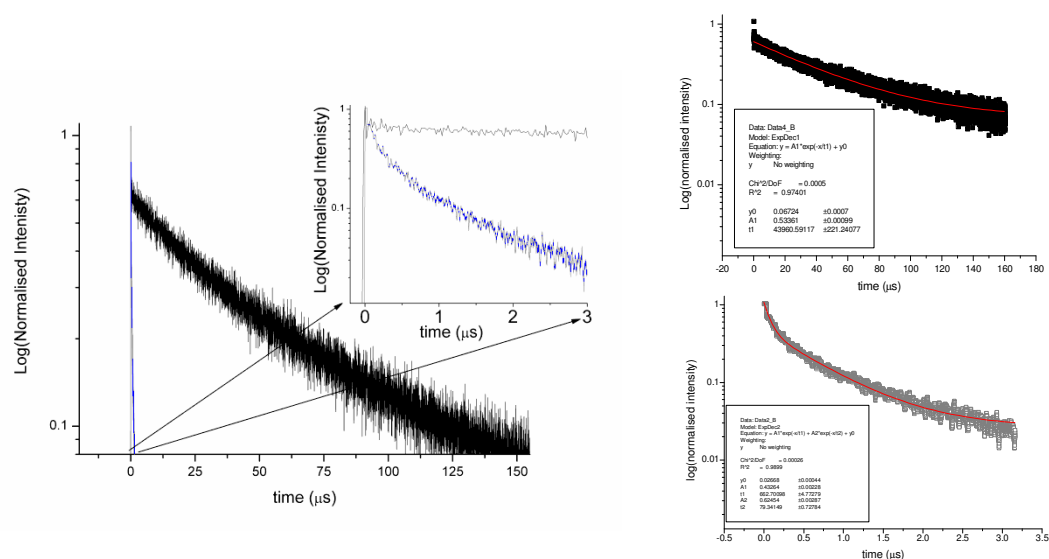 Log(Normalised Intenisty)
1
0.1
0
25
50
75
100
125
150
time (μs)
Log(Normalised Intenisty)
1
0.1
0
1
2
3
time (μs)
Log(normalised intensity)
1
0.1
0.01
-20
0
20
40
60
80
100
120
140
160
180
time (μs)
Data: Data4_B
Model: ExpDec1
Equation: y = A1*exp(-x/t1) + y0
Weighting:
y No weighting
Chi^2/DoF = 0.0005
R^2 = 0.97401
y0 0.06724 ±0.0007
A1 0.53361 ±0.00099
t1 43960.59117 ±221.24077
log(normalised intensity)
1
0.1
0.01
-0.5
0.0
0.5
1.0
1.5
2.0
2.5
3.0
3.5
time (μs)
Data: Data2_B
Model: ExpDec2
Equation: y = A1*exp(-x/t1) + A2*exp(-x/t2) + y0
Weighting:
y No weighting
Chi^2/DoF = 0.00026
R^2 = 0.9899
y0 0.02668 ±0.00044
A1 0.43264 ±0.00228
t1 662.70098 ±4.77279
A2 0.62454 ±0.00287
t2 79.34149 ±0.72784